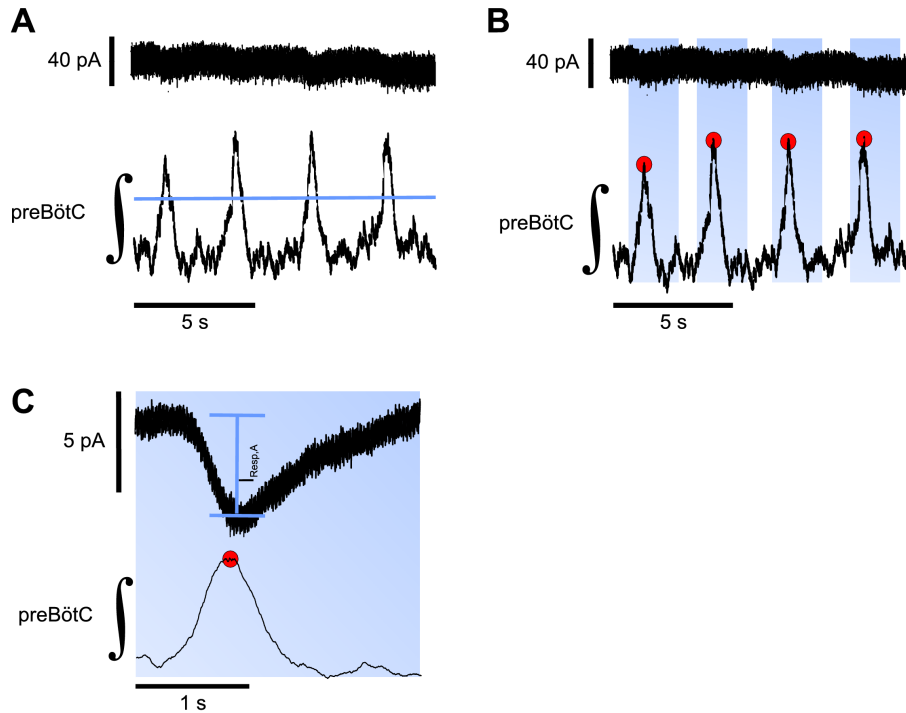 A
40 pA
∫
preBötC
5 s
B
40 pA
∫
preBötC
5 s
C
5 pA
I_Resp,A
∫
preBötC
1 s